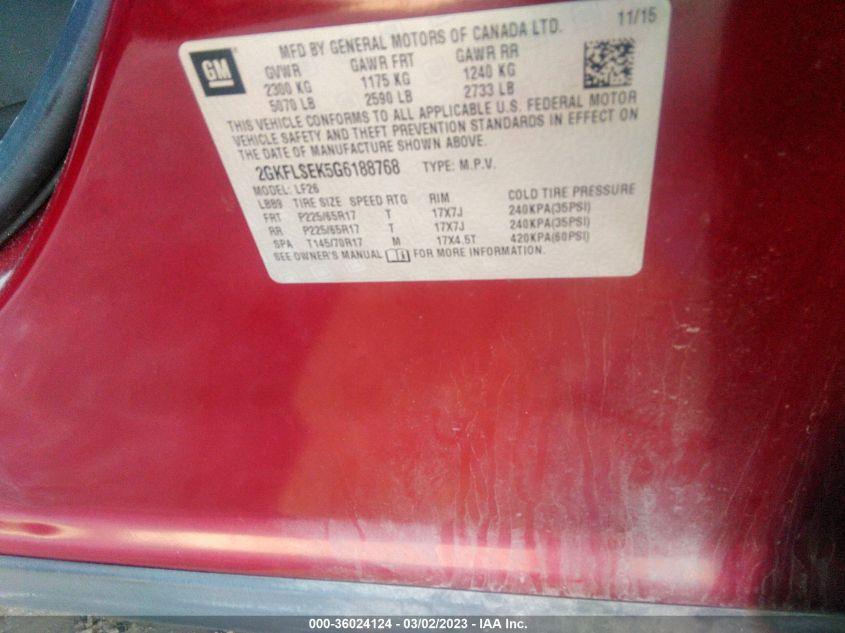 GM
MFD BY GENERAL MOTORS OF CANADA LTD. 11/15
GVWR GAWR FRT GAWR RR
2300 KG 1175 KG 1240 KG
5070 LB 2590 LB 2733 LB
THIS VEHICLE CONFORMS TO ALL APPLICABLE U.S. FEDERAL MOTOR
VEHICLE SAFETY AND THEFT PREVENTION STANDARDS IN EFFECT ON
THE DATE OF MANUFACTURE SHOWN ABOVE.
2GKFLSEK5G6188768 TYPE: M.P.V.
MODEL: LF26
LBB9 TIRE SIZE SPEED RTG RIM COLD TIRE PRESSURE
FRT P225/65R17 T 17X7J 240KPA(35PSI)
RR P225/65R17 T 17X7J 240KPA(35PSI)
SPA T145/70R17 M 17X4.5T 420KPA(60PSI)
SEE OWNER'S MANUAL FOR MORE INFORMATION.
000-36024124 - 03/02/2023 - IAA Inc.